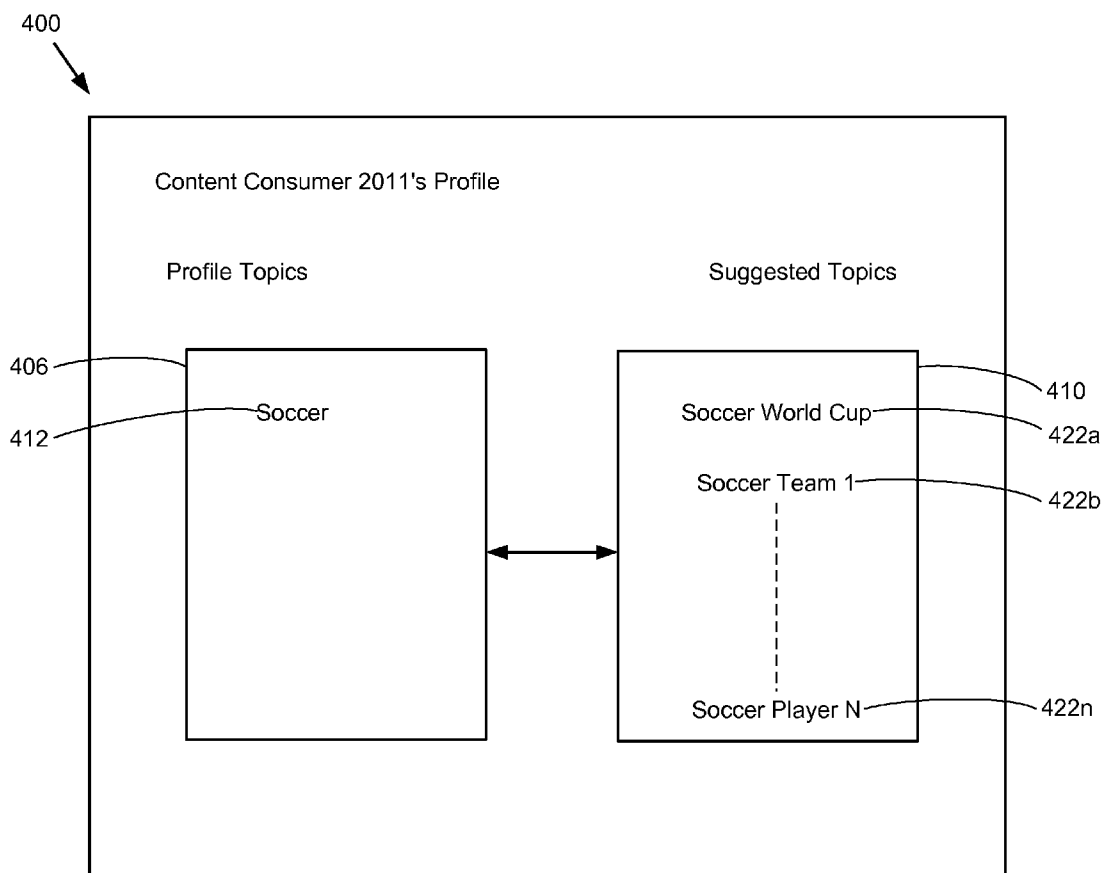 400
Content Consumer 2011's Profile
Profile Topics
Suggested Topics
406
410
Soccer
Soccer World Cup
412
422a
Soccer Team 1
422b
Soccer Player N
422n